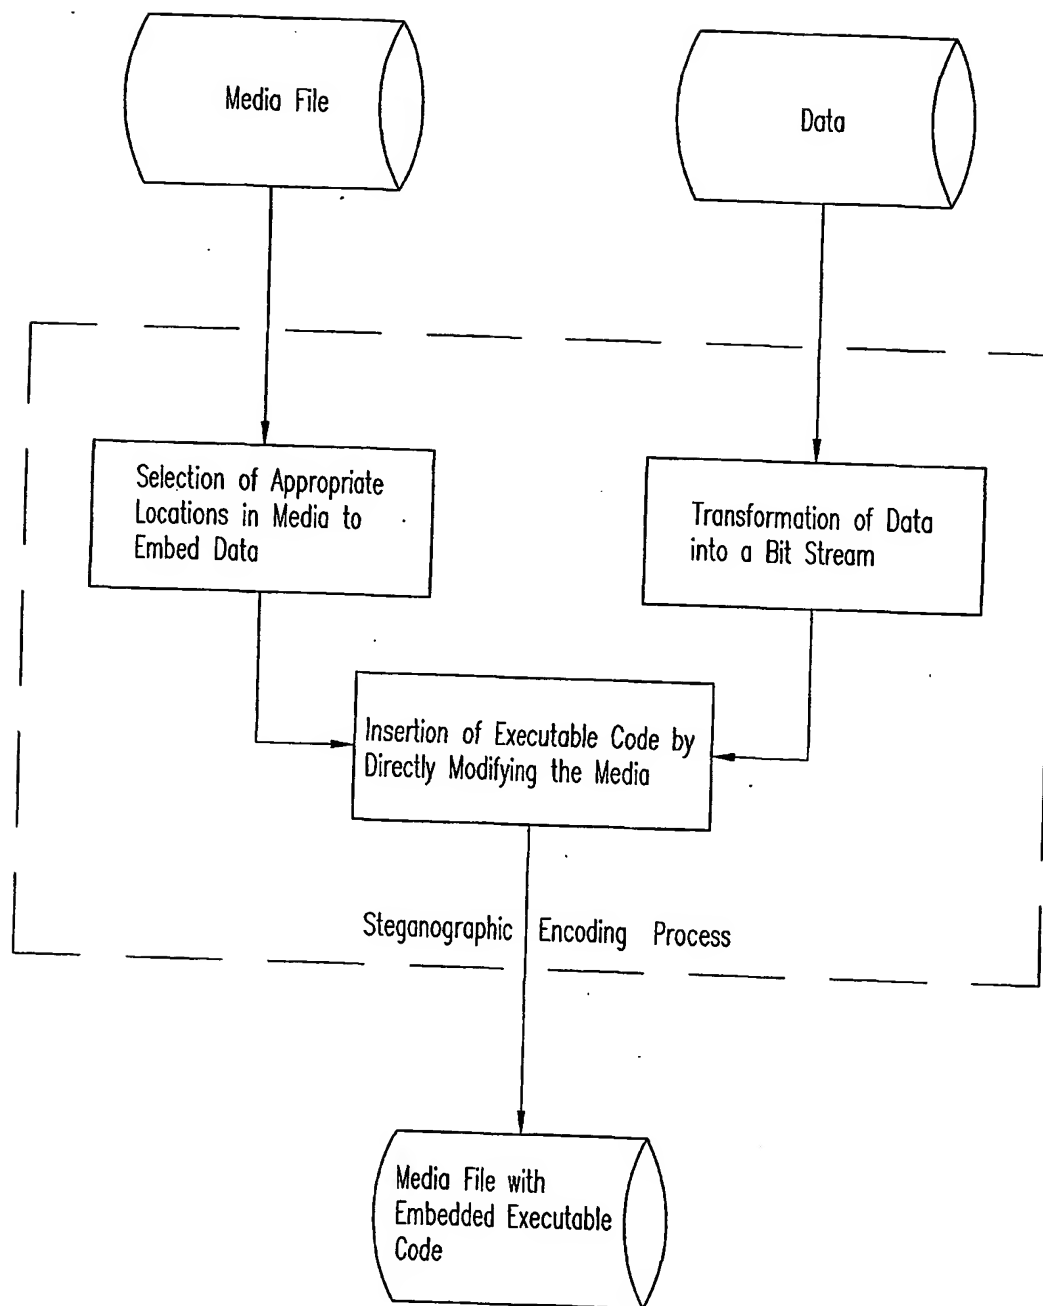 Media File
Data
Selection of Appropriate
Locations in Media to
Embed Data
Transformation of Data
into a Bit Stream
Insertion of Executable Code by
Directly Modifying the Media
Steganographic Encoding Process
Media File with
Embedded Executable
Code